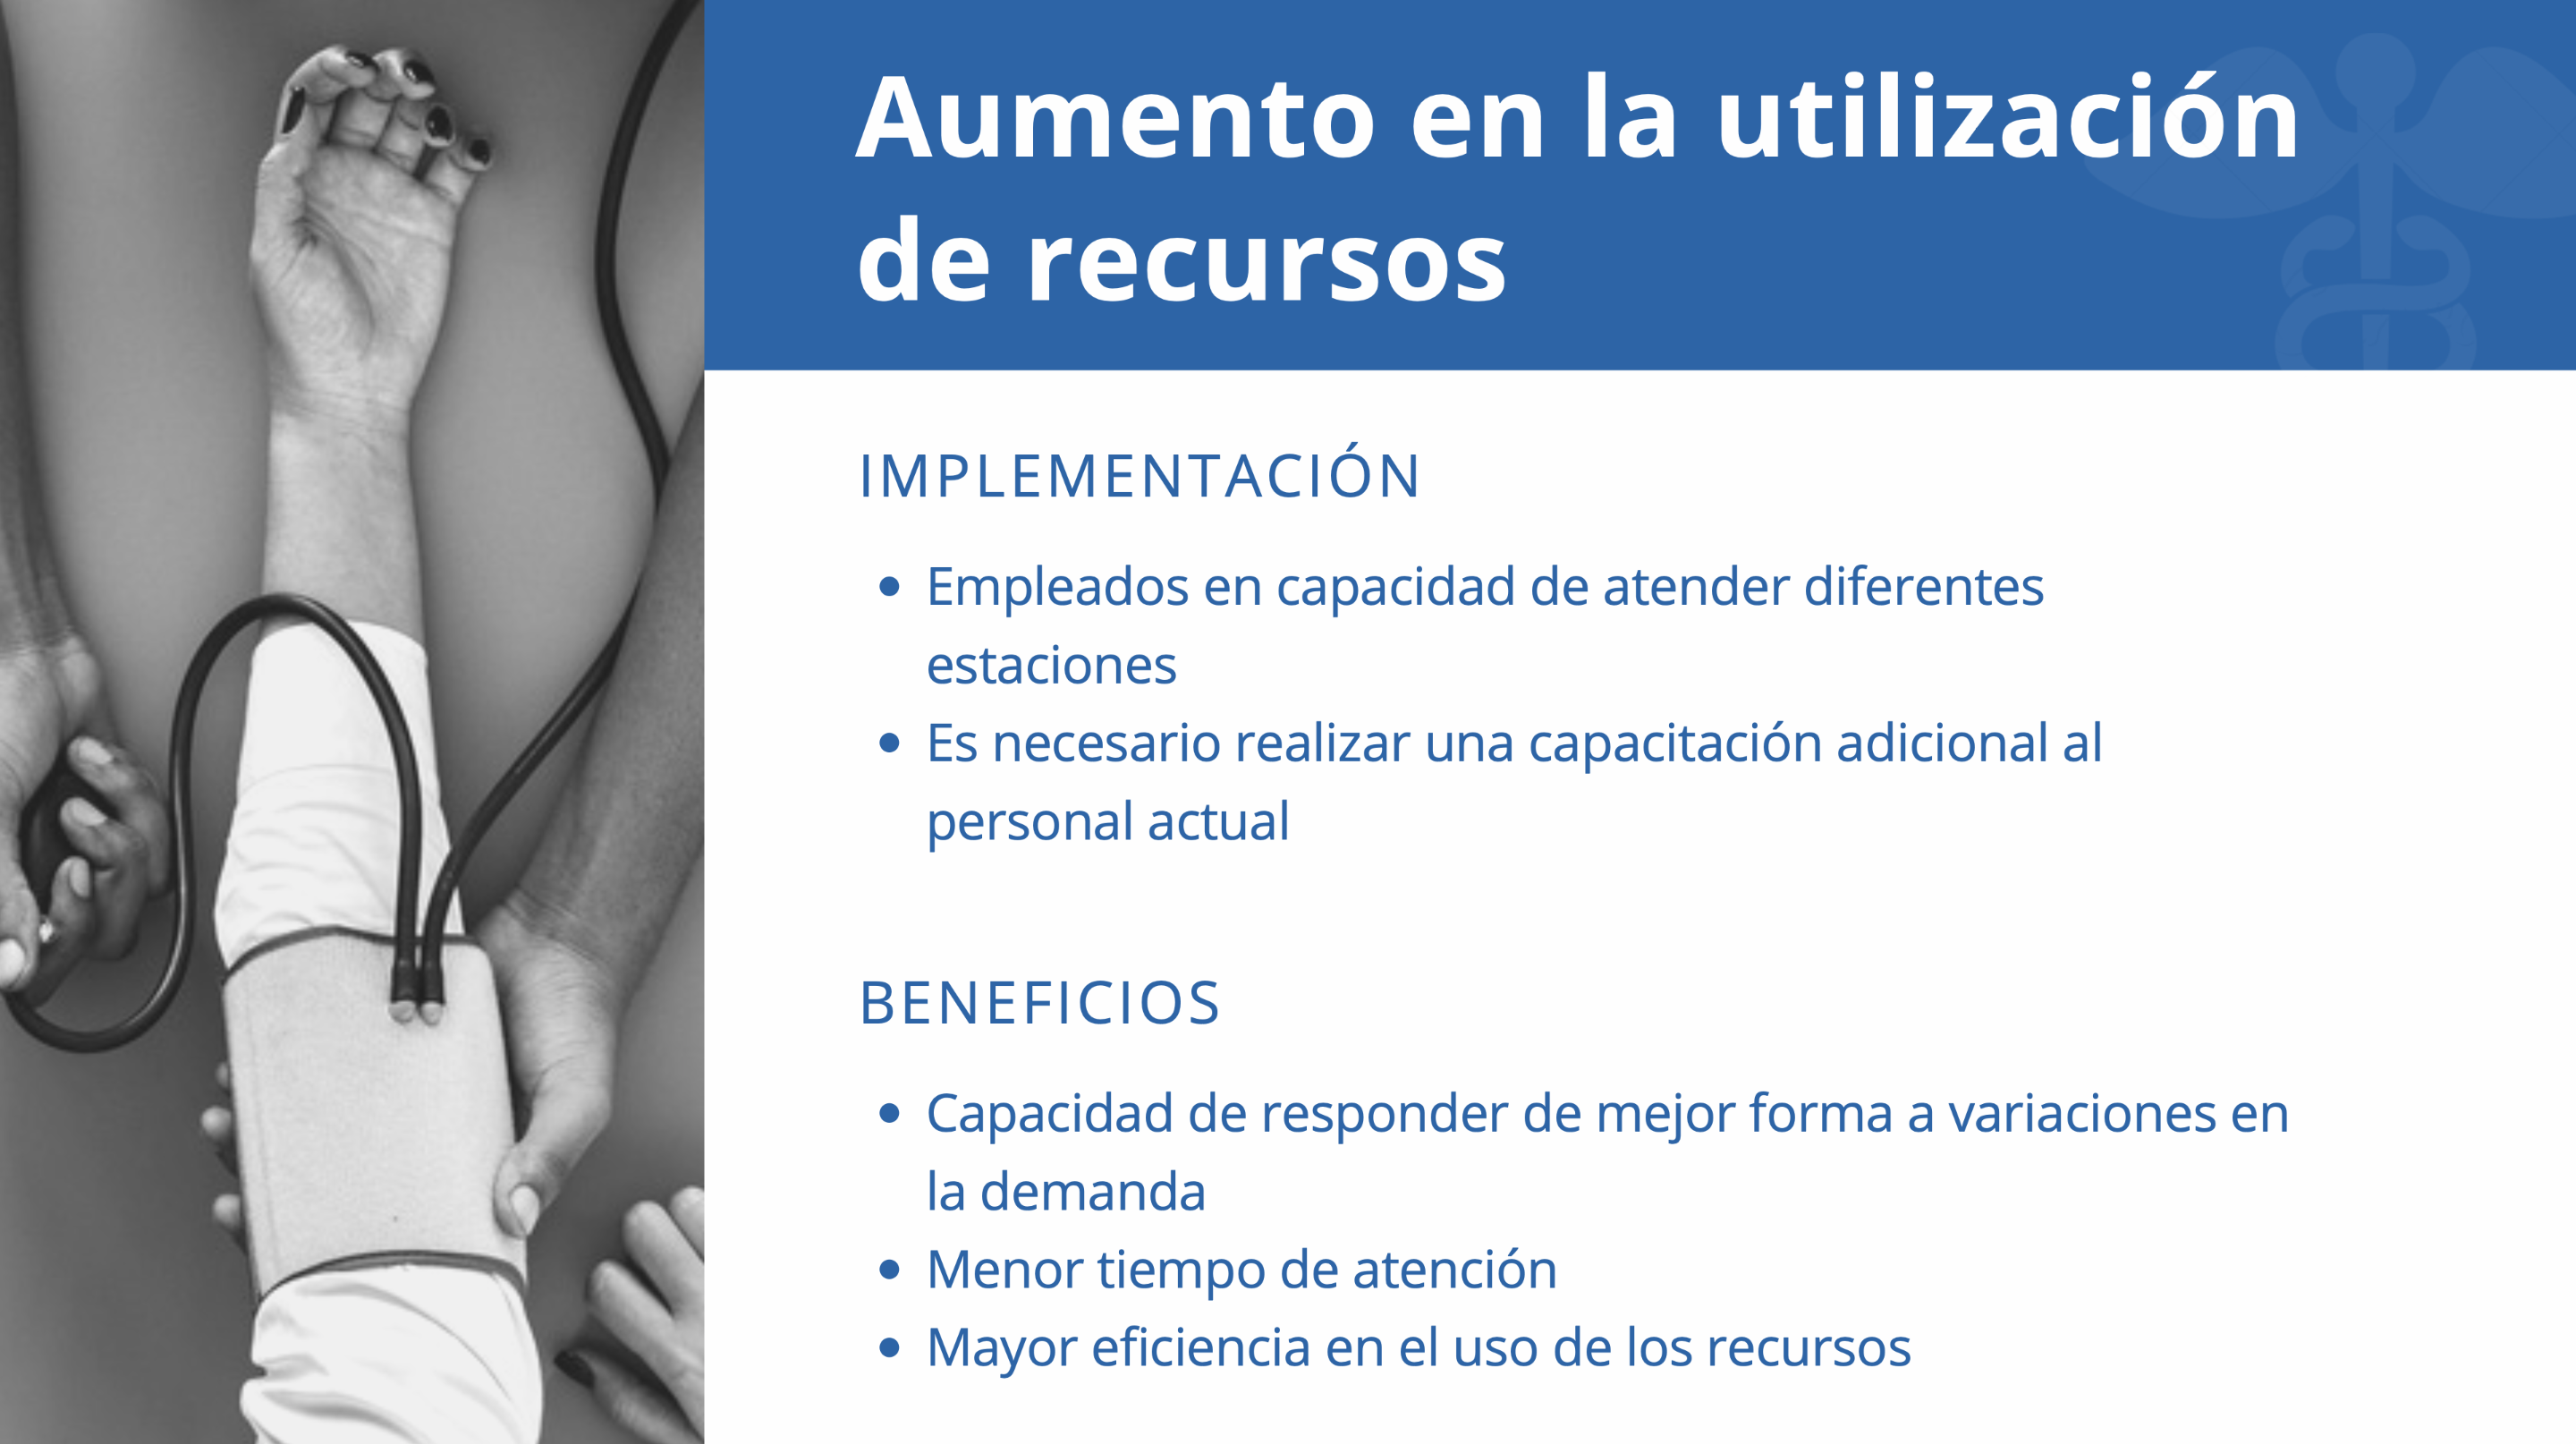 Aumento en la utilización
de recursos
IMPLEMENTACIÓN
• Empleados en capacidad de atender diferentes
estaciones
• Es necesario realizar una capacitación adicional al
personal actual
BENEFICIOS
• Capacidad de responder de mejor forma a variaciones en
la demanda
• Menor tiempo de atención
• Mayor eficiencia en el uso de los recursos